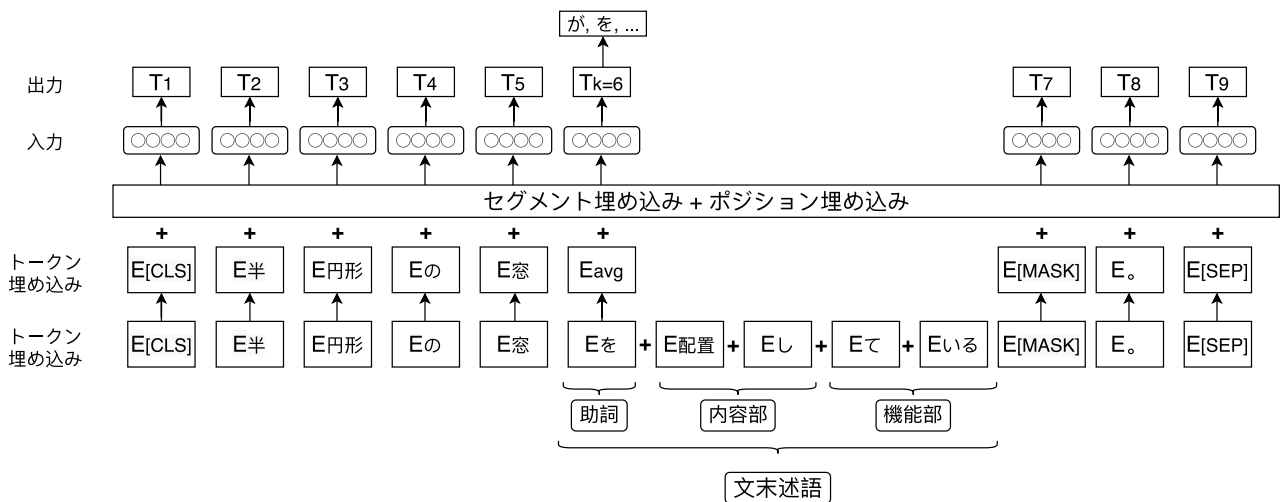 が, を, ...
出力 T1 T2 T3 T4 T5 Tk=6 T7 T8 T9
入力
セグメント埋め込み + ポジション埋め込み
+ + + + + + + + +
トークン
埋め込み
E[CLS] E半 E円形 Eの E窓 Eavg E[MASK] E。 E[SEP]
トークン
埋め込み
E[CLS] E半 E円形 Eの E窓 Eを + E配置 + Eし + Eて + Eいる E[MASK] E。 E[SEP]
助詞 内容部 機能部
文末述語